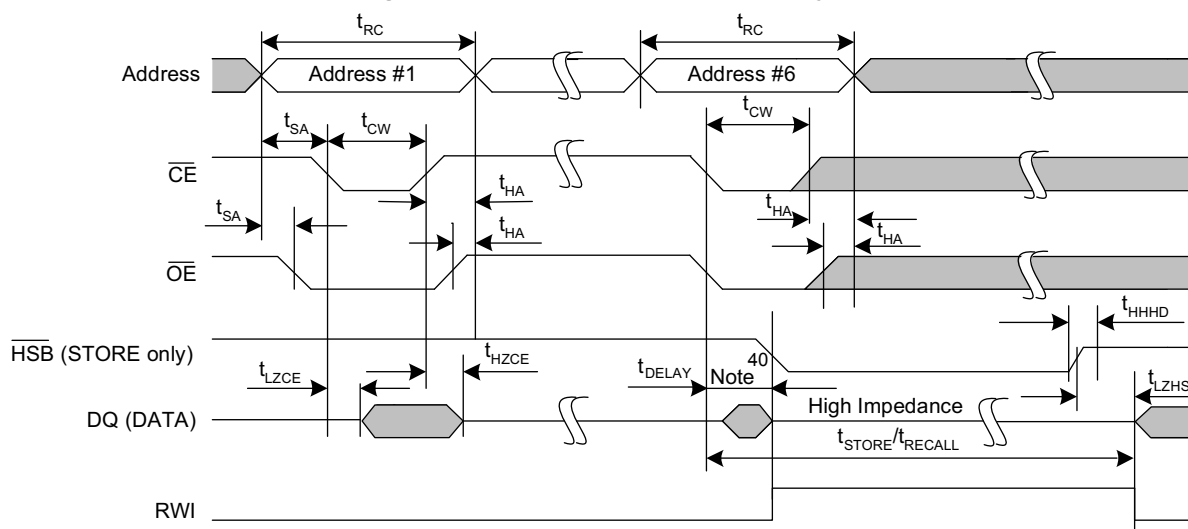 tRC
tRC
Address
Address #1
Address #6
tSA
tCW
tCW
CE
tHA
tHA
tSA
tHA
tHA
OE
tHHHD
HSB (STORE only)
tLZCE
tHZCE
tDELAY
Note 40
tLZHS
DQ (DATA)
High Impedance
tSTORE/tRECALL
RWI